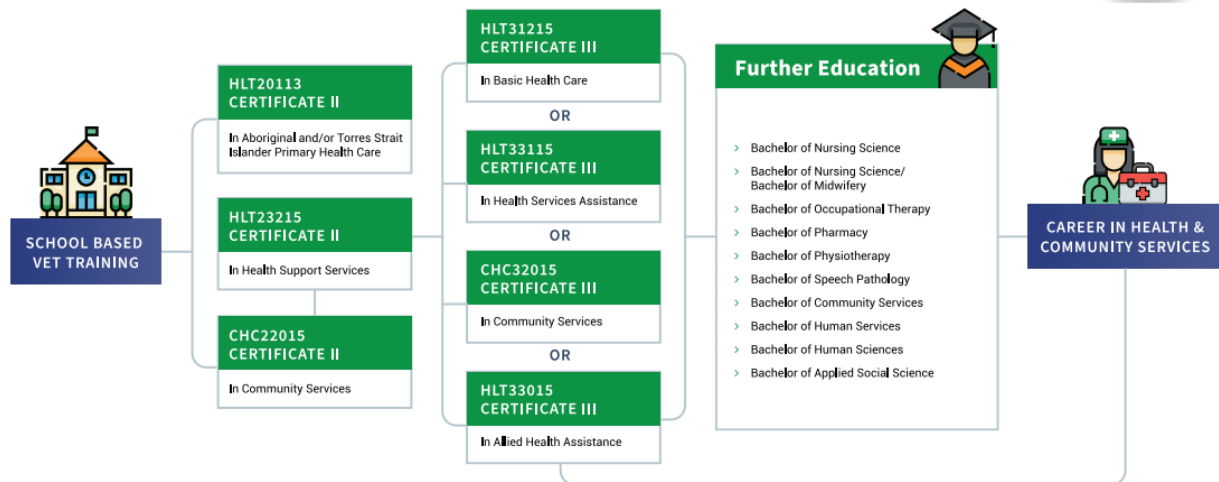 SCHOOL BASED
VET TRAINING
HLT20113
CERTIFICATE II
In Aboriginal and/or Torres Strait
Islander Primary Health Care
HLT23215
CERTIFICATE II
In Health Support Services
CHC22015
CERTIFICATE II
In Community Services
HLT31215
CERTIFICATE III
In Basic Health Care
OR
HLT33115
CERTIFICATE III
In Health Services Assistance
OR
CHC32015
CERTIFICATE III
In Community Services
OR
HLT33015
CERTIFICATE III
In Allied Health Assistance
Further Education
Bachelor of Nursing Science
Bachelor of Nursing Science/
Bachelor of Midwifery
Bachelor of Occupational Therapy
Bachelor of Pharmacy
Bachelor of Physiotherapy
Bachelor of Speech Pathology
Bachelor of Community Services
Bachelor of Human Services
Bachelor of Human Sciences
Bachelor of Applied Social Science
CAREER IN HEALTH &
COMMUNITY SERVICES